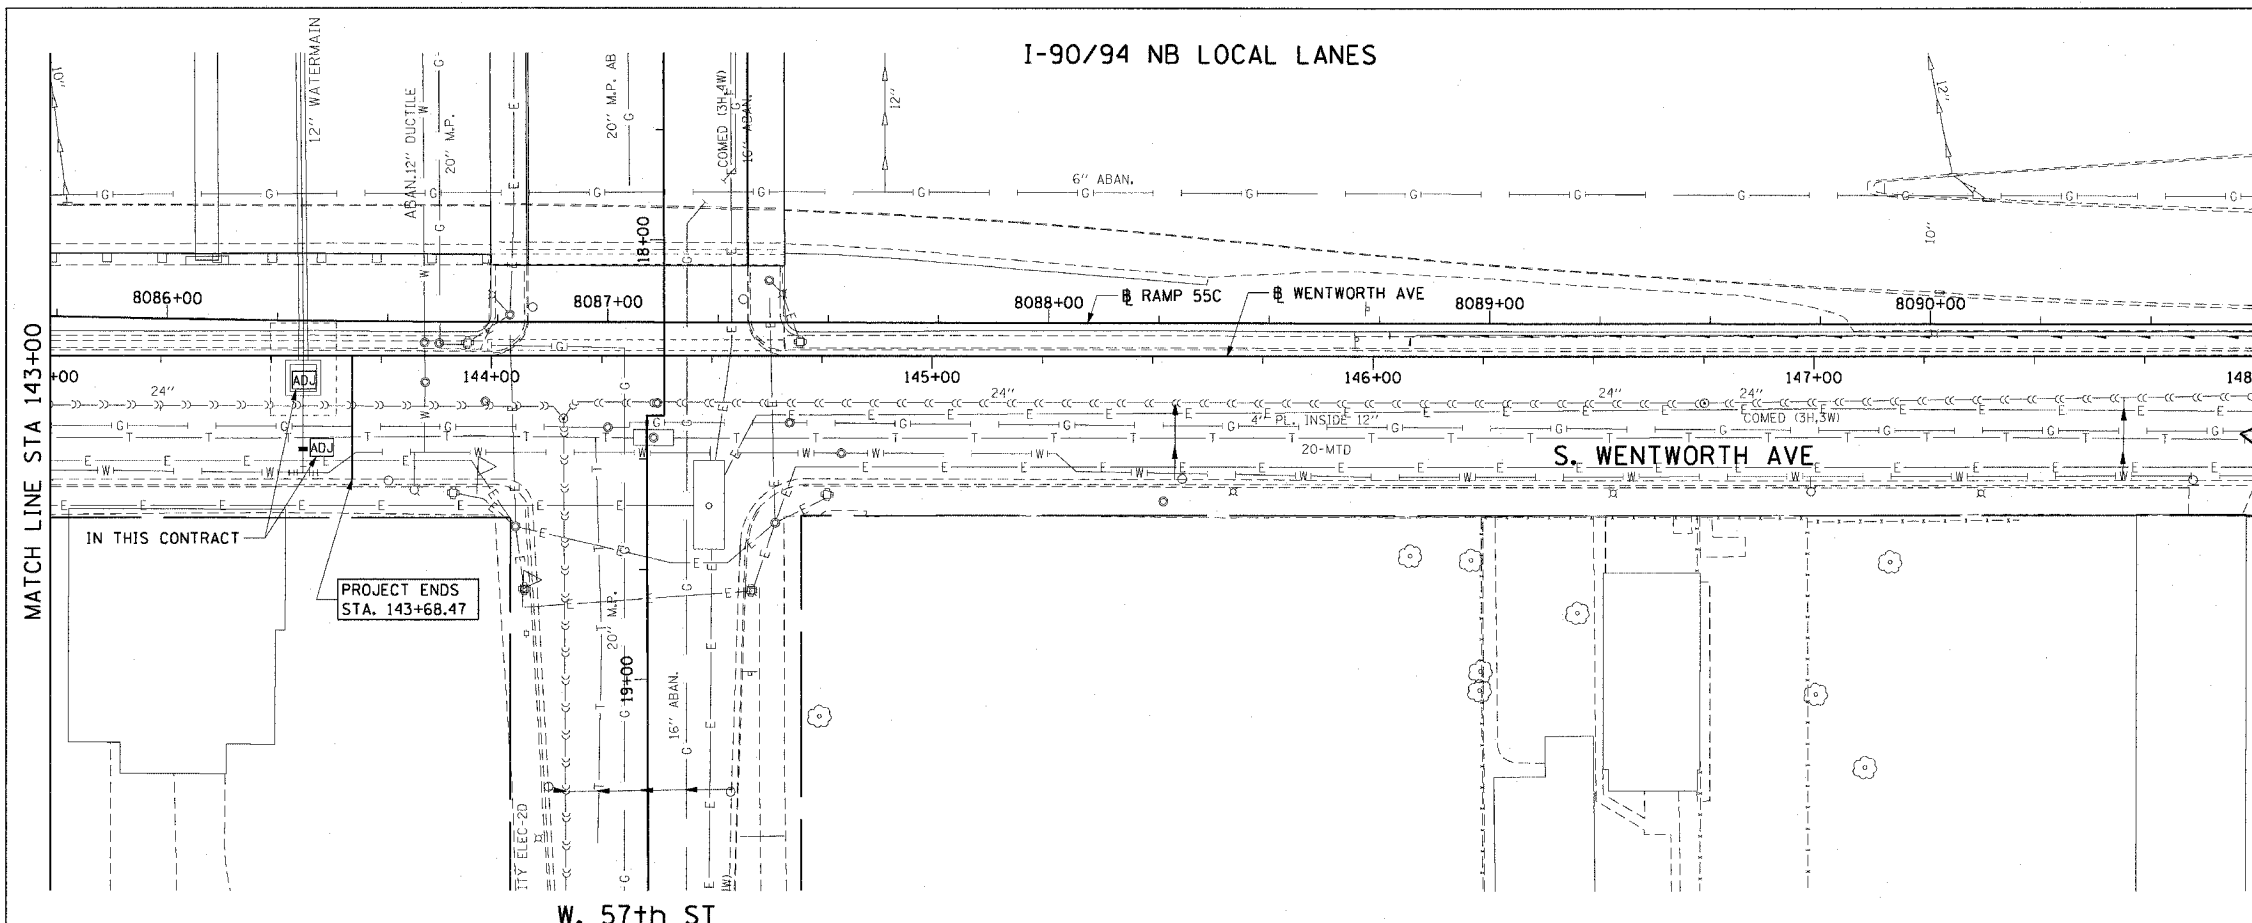 I-90/94 NB LOCAL LANES
10"
12" WATERMAIN
ABAN.12" DUCTILE
20" M.P.
20" M.P. AB
COMED (3H,4W)
16" ABAN.
12"
12"
6" ABAN.
10"
18+00
8086+00
8087+00
8088+00
RAMP 55C
WENTWORTH AVE
8089+00
8090+00
MATCH LINE STA 143+00
+00
144+00
145+00
146+00
147+00
148
ADJ
24"
24"
24"
24"
4" PL. INSIDE 12"
COMED (3H,3W)
ADJ
20-MTD
S. WENTWORTH AVE
IN THIS CONTRACT
PROJECT ENDS
STA. 143+68.47
20" M.P.
19+00
16" ABAN.
ITY ELEC-2D
W)
W. 57th ST